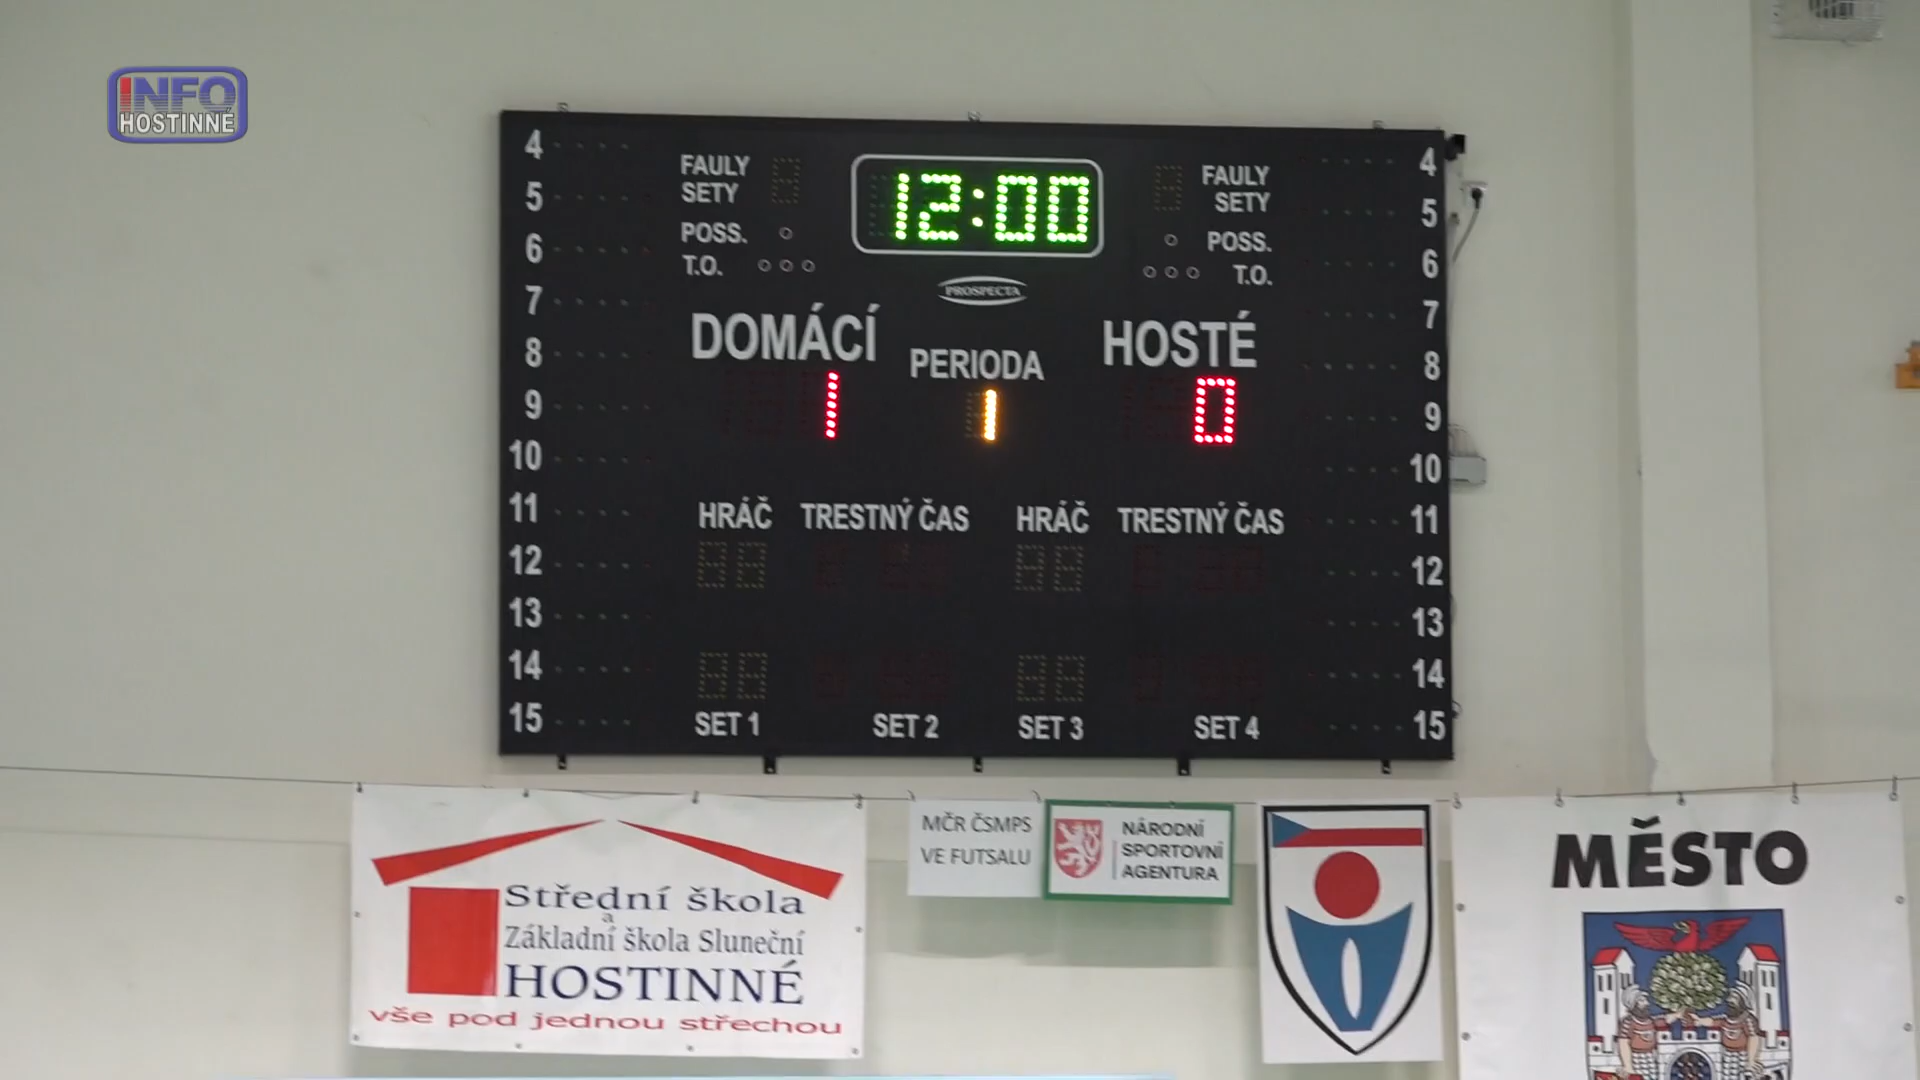 INFO
HOSTINNÉ
4
5
6
7
8
9
10
11
12
13
14
15
FAULY
SETY
POSS.
T.O.
12:00
PROSPECTA
FAULY
SETY
POSS.
T.O.
DOMÁCÍ
PERIODA
HOSTÉ
1
1
0
HRÁČ TRESTNÝ ČAS HRÁČ TRESTNÝ ČAS
SET 1 SET 2 SET 3 SET 4
4
5
6
7
8
9
10
11
12
13
14
15
Střední škola
a
Základní škola Sluneční
HOSTINNÉ
vše pod jednou střechou
MČR ČSMPS
VE FUTSALU
NÁRODNÍ
SPORTOVNÍ
AGENTURA
MĚSTO